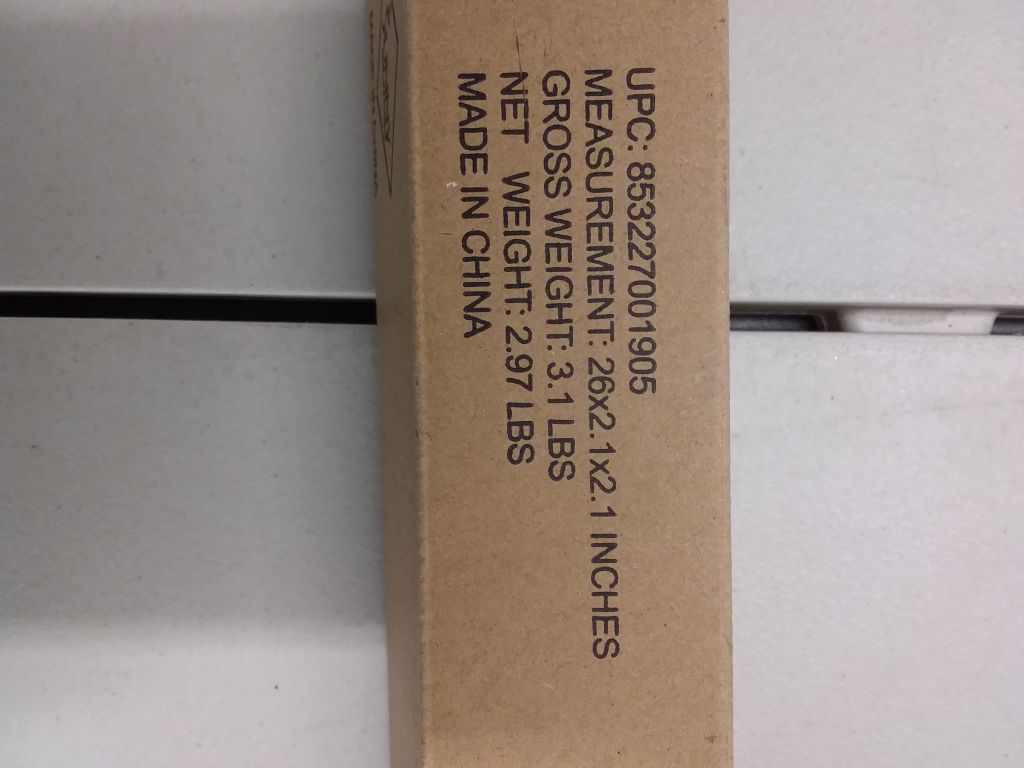 UPC: 853227001905
MEASUREMENT: 26x2.1x2.1 INCHES
GROSS WEIGHT: 3.1 LBS
NET WEIGHT: 2.97 LBS
MADE IN CHINA